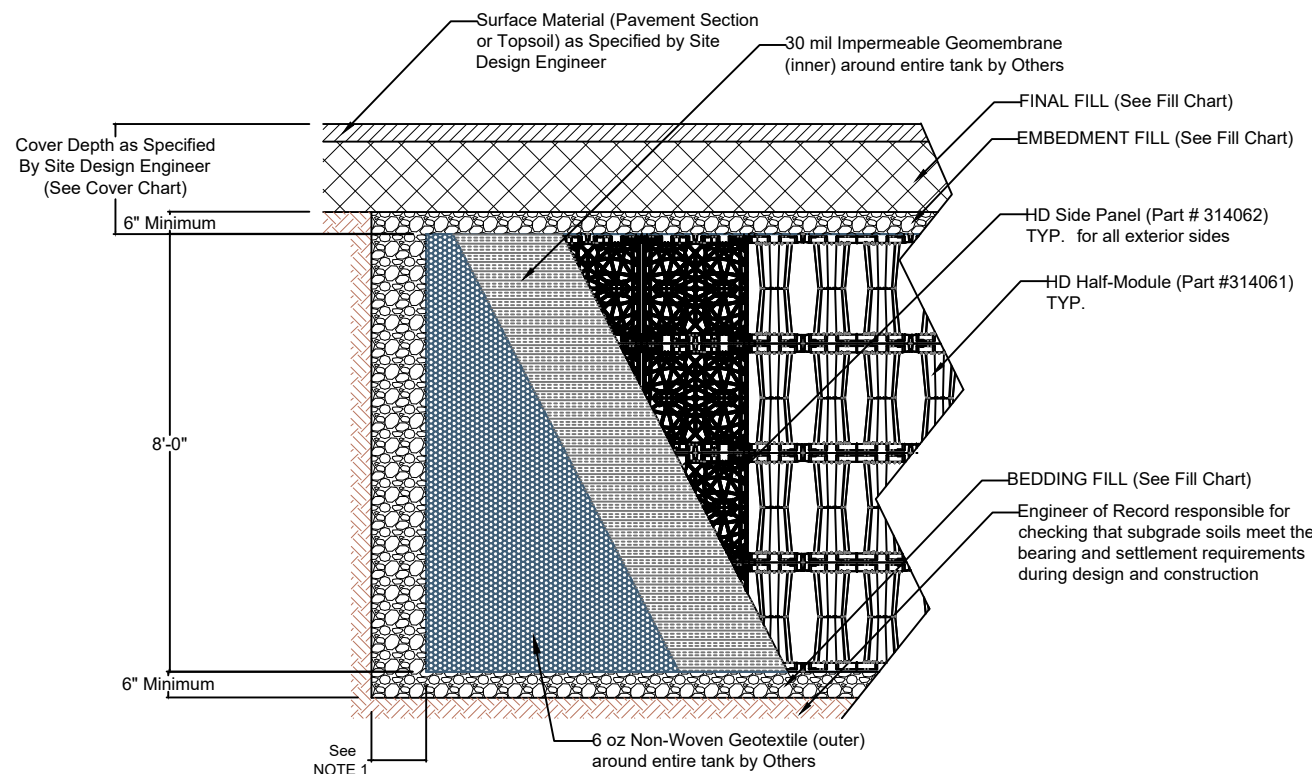 Surface Material (Pavement Section
or Topsoil) as Specified by Site
Design Engineer
30 mil Impermeable Geomembrane
(inner) around entire tank by Others
FINAL FILL (See Fill Chart)
EMBEDMENT FILL (See Fill Chart)
Cover Depth as Specified
By Site Design Engineer
(See Cover Chart)
6" Minimum
HD Side Panel (Part # 314062)
TYP. for all exterior sides
HD Half-Module (Part #314061)
TYP.
8'-0"
BEDDING FILL (See Fill Chart)
Engineer of Record responsible for
checking that subgrade soils meet the
bearing and settlement requirements
during design and construction
6" Minimum
See
NOTE 1
6 oz Non-Woven Geotextile (outer)
around entire tank by Others